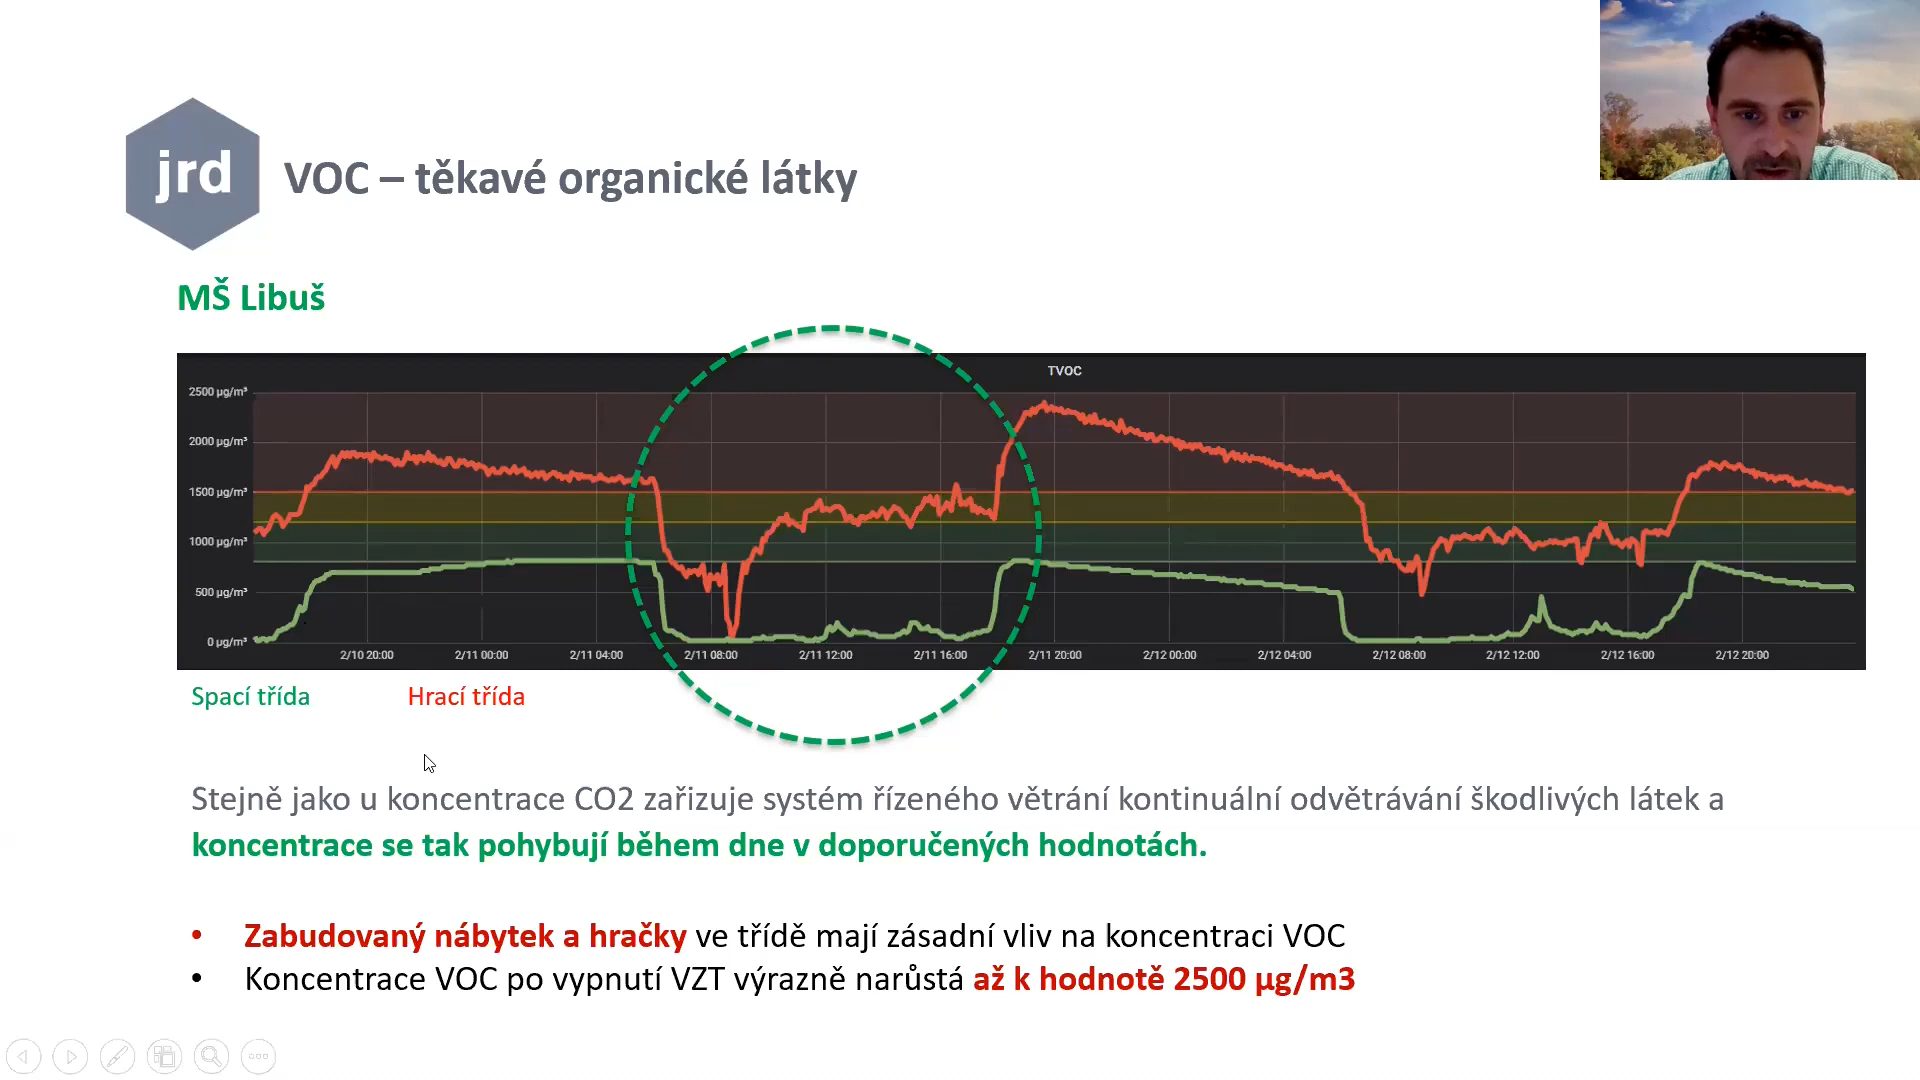 jrd
VOC – těkavé organické látky
MŠ Libuš
TVOC
2500 µg/m³
2000 µg/m³
1500 µg/m³
1000 µg/m³
500 µg/m³
0 µg/m³
2/10 20:00 2/11 00:00 2/11 04:00 2/11 08:00 2/11 12:00 2/11 16:00 2/11 20:00 2/12 00:00 2/12 04:00 2/12 08:00 2/12 12:00 2/12 16:00 2/12 20:00
Spací třída Hrací třída
Stejně jako u koncentrace CO2 zařizuje systém řízeného větrání kontinuální odvětrávání škodlivých látek a
koncentrace se tak pohybují během dne v doporučených hodnotách.
• Zabudovaný nábytek a hračky ve třídě mají zásadní vliv na koncentraci VOC
• Koncentrace VOC po vypnutí VZT výrazně narůstá až k hodnotě 2500 µg/m3